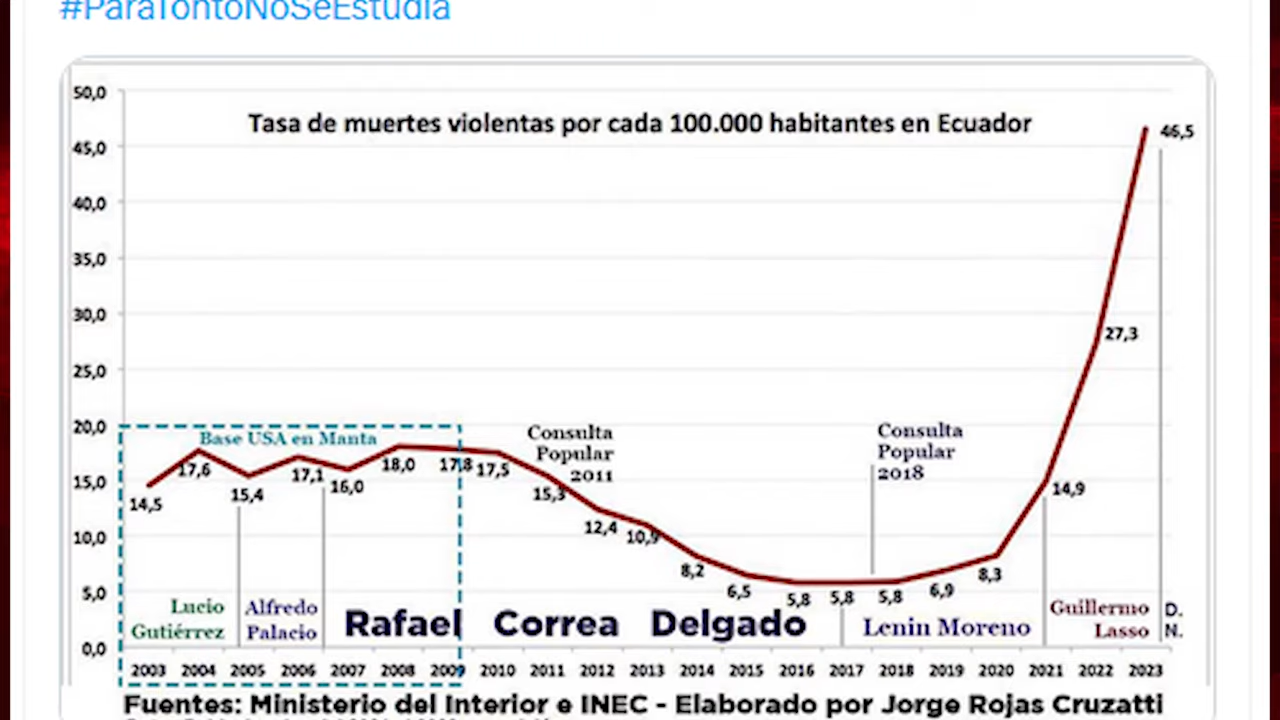 #ParaTontoNoSeEstudia
Tasa de muertes violentas por cada 100.000 habitantes en Ecuador
50,0
45,0
40,0
35,0
30,0
25,0
20,0
15,0
10,0
5,0
0,0
Base USA en Manta
Consulta
Popular
2011
Consulta
Popular
2018
14,5
17,6
15,4
17,1
16,0
18,0
17,8
17,5
15,3
12,4
10,9
8,2
6,5
5,8
5,8
5,8
6,9
8,3
14,9
27,3
46,5
Lucio
Gutiérrez
Alfredo
Palacio
Rafael Correa Delgado
Lenin Moreno
Guillermo
Lasso
D.
N.
2003 2004 2005 2006 2007 2008 2009 2010 2011 2012 2013 2014 2015 2016 2017 2018 2019 2020 2021 2022 2023
Fuentes: Ministerio del Interior e INEC - Elaborado por Jorge Rojas Cruzatti